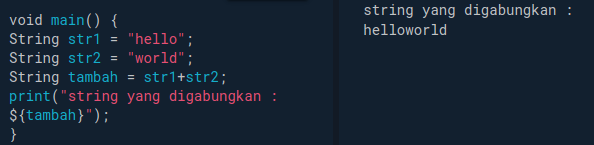 void main() {
String str1 = "hello";
String str2 = "world";
String tambah = str1+str2;
print("string yang digabungkan :
${tambah}");
}
string yang digabungkan :
helloworld